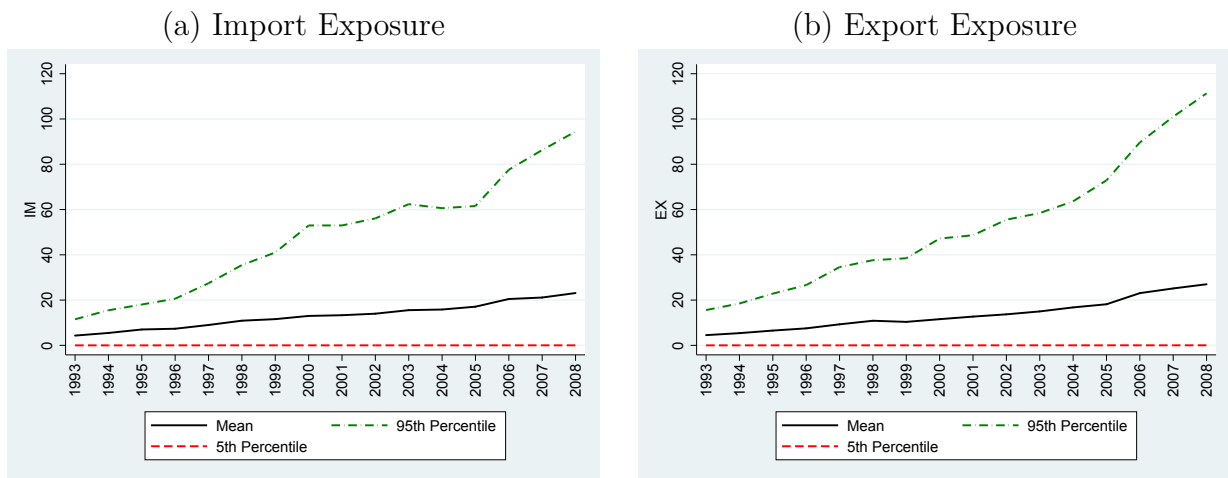 (a) Import Exposure
IM
0 20 40 60 80 100 120
1993 1994 1995 1996 1997 1998 1999 2000 2001 2002 2003 2004 2005 2006 2007 2008
Mean 95th Percentile
5th Percentile
(b) Export Exposure
EX
0 20 40 60 80 100 120
1993 1994 1995 1996 1997 1998 1999 2000 2001 2002 2003 2004 2005 2006 2007 2008
Mean 95th Percentile
5th Percentile